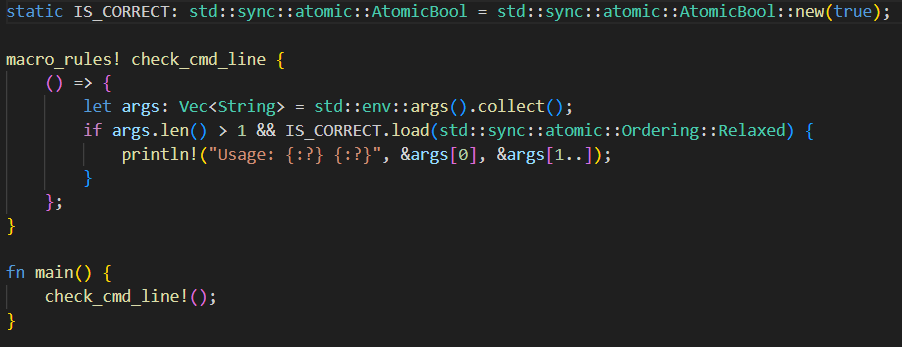 static IS_CORRECT: std::sync::atomic::AtomicBool = std::sync::atomic::AtomicBool::new(true);
macro_rules! check_cmd_line {
() => {
let args: Vec<String> = std::env::args().collect();
if args.len() > 1 && IS_CORRECT.load(std::sync::atomic::Ordering::Relaxed) {
println!("Usage: {:?} {:?}", &args[0], &args[1..]);
}
};
}
fn main() {
check_cmd_line!();
}